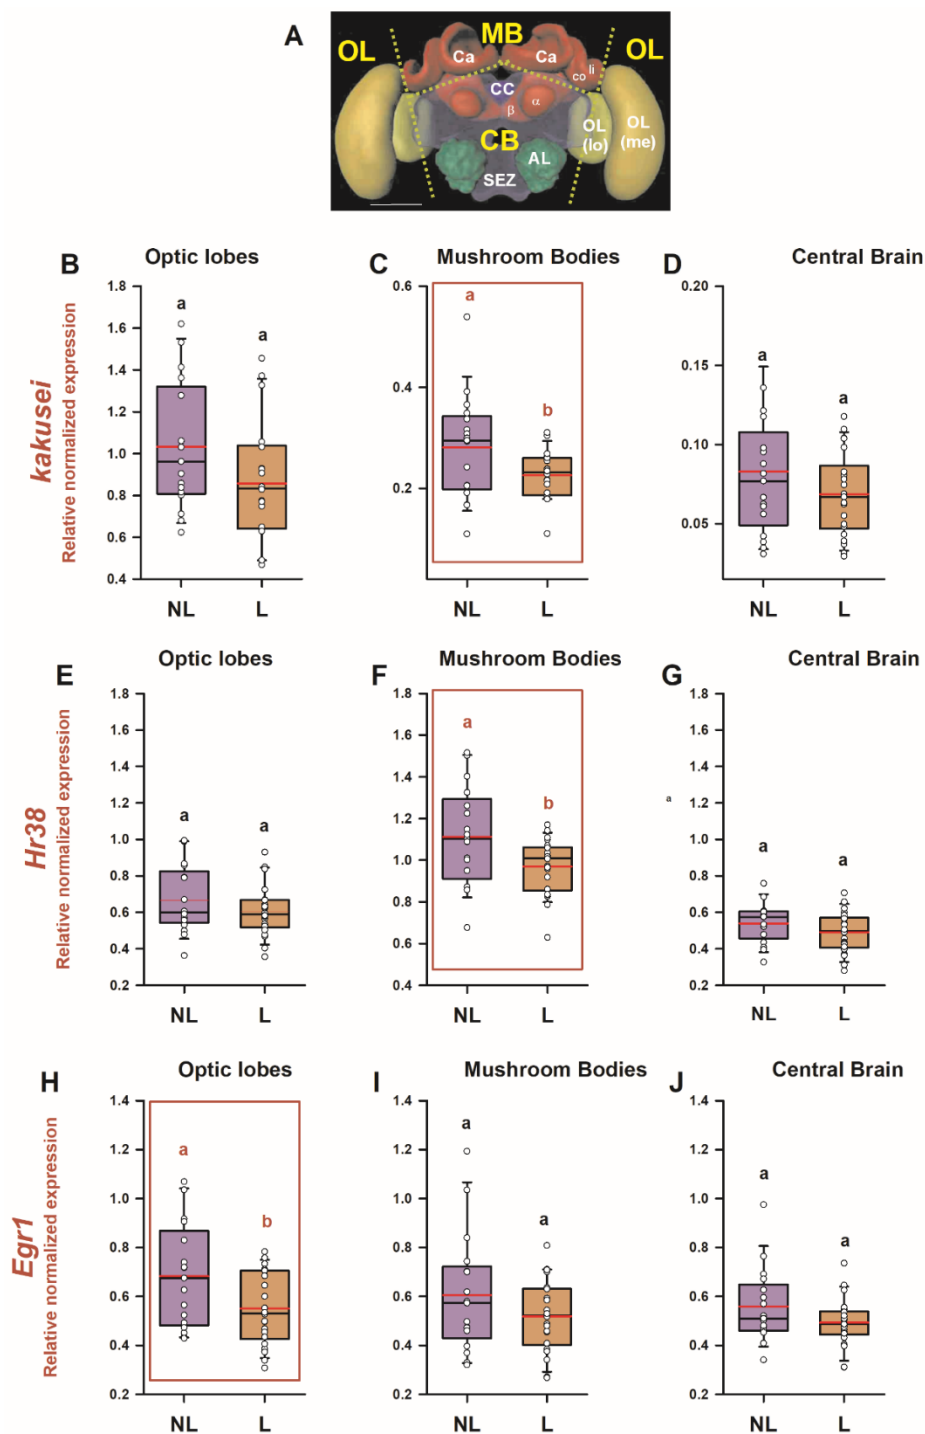 A
MB
OL
OL
Ca
Ca
co
li
CC
β
α
CB
OL
(lo)
OL
(me)
AL
SEZ
kakusei
Relative normalized expression
B
Optic lobes
1.8
1.6
1.4
1.2
1.0
0.8
0.6
0.4
a
a
NL
L
C
Mushroom Bodies
0.6
0.4
0.2
a
b
NL
L
D
Central Brain
0.20
0.15
0.10
0.05
a
a
NL
L
Hr38
Relative normalized expression
E
Optic lobes
1.8
1.6
1.4
1.2
1.0
0.8
0.6
0.4
0.2
a
a
NL
L
F
Mushroom Bodies
1.8
1.6
1.4
1.2
1.0
0.8
0.6
0.4
a
b
NL
L
G
Central Brain
1.8
1.6
1.4
a
1.2
1.0
0.8
0.6
0.4
0.2
a
a
NL
L
Egr1
Relative normalized expression
H
Optic lobes
1.4
1.2
1.0
0.8
0.6
0.4
0.2
a
b
NL
L
I
Mushroom Bodies
1.4
1.2
1.0
0.8
0.6
0.4
0.2
a
a
NL
L
J
Central Brain
1.4
1.2
1.0
0.8
0.6
0.4
0.2
a
a
NL
L